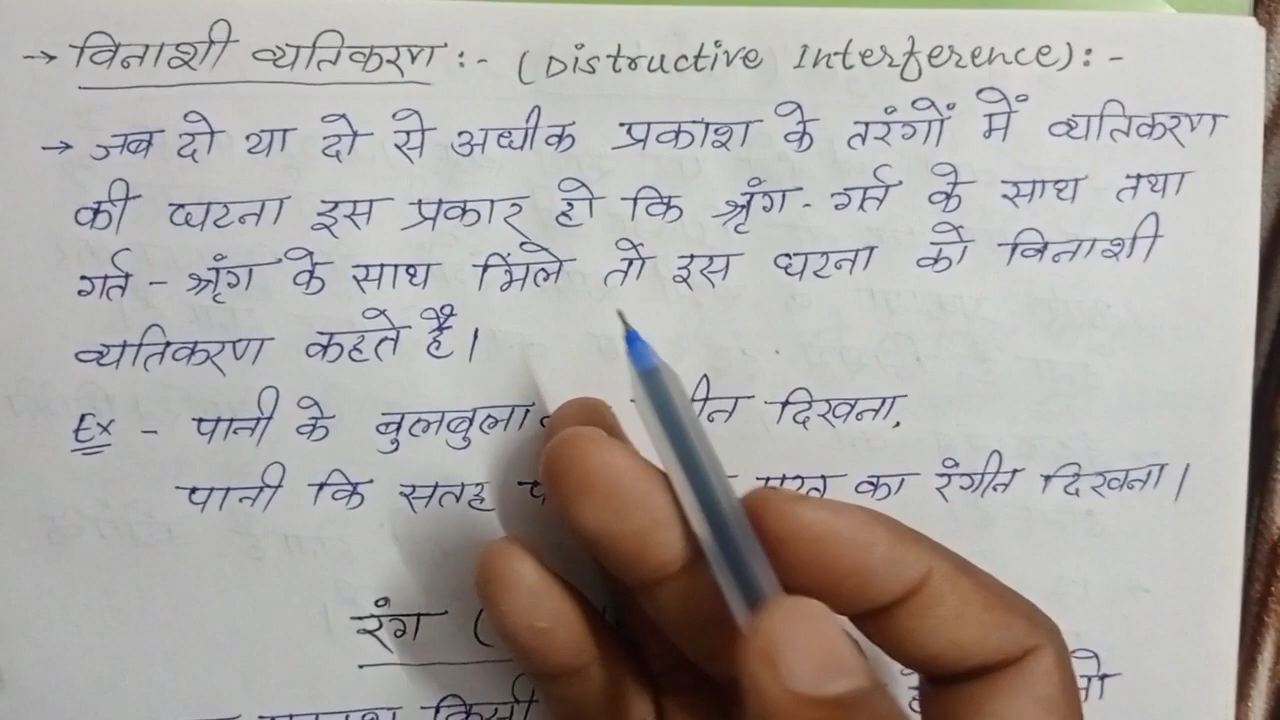 → विनाशी व्यतिकरण :- (Distructive Interference) :-
→ जब दो या दो से अधीक प्रकाश के तरंगों में व्यतिकरण
की घटना इस प्रकार हो कि श्रृंग - गर्त के साथ तथा
गर्त - श्रृंग के साथ मिले तो इस घटना को विनाशी
व्यतिकरण कहते है।
Ex - पानी के बुलबुला दिखना,
पानी कि सतह का रंगीन दिखना।
रंग (
किसी